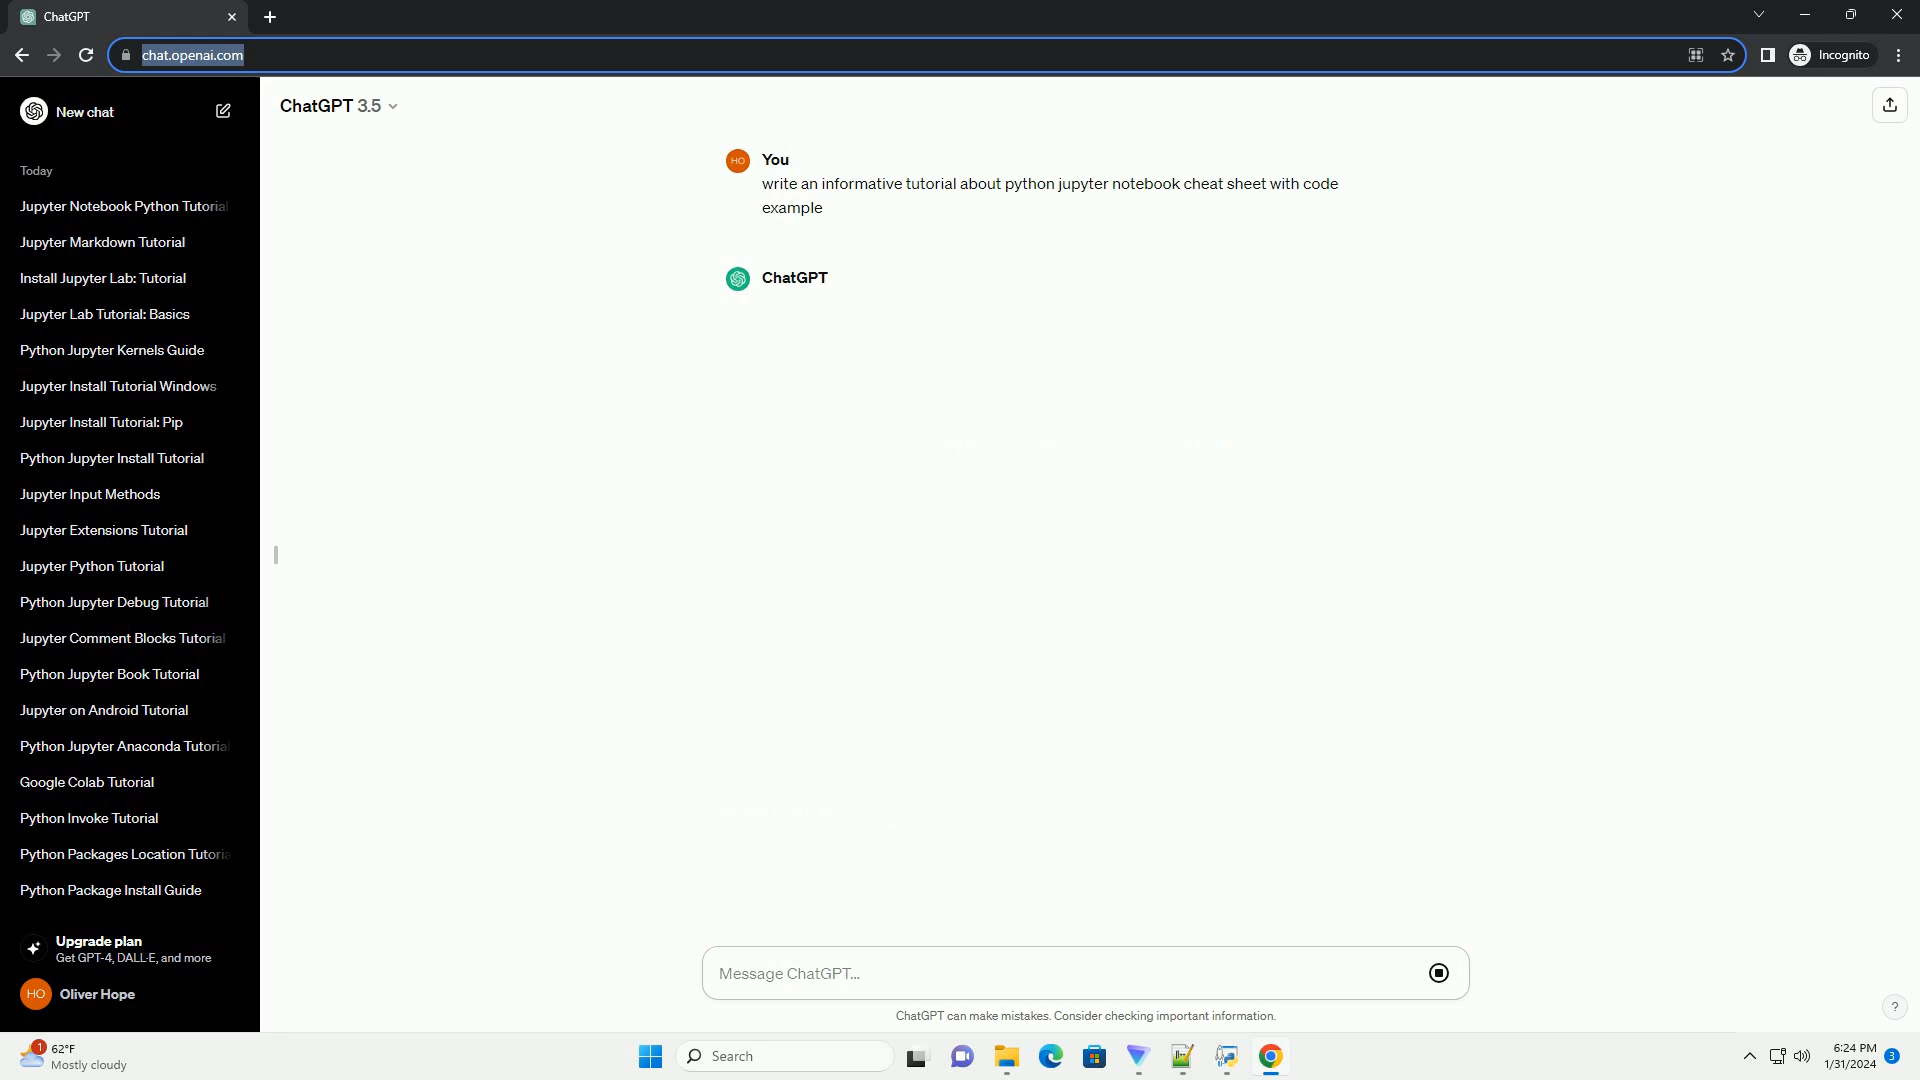 ChatGPT
chat.openai.com
Incognito
New chat
ChatGPT 3.5
Today
Jupyter Notebook Python Tutorial
Jupyter Markdown Tutorial
Install Jupyter Lab: Tutorial
Jupyter Lab Tutorial: Basics
Python Jupyter Kernels Guide
Jupyter Install Tutorial Windows
Jupyter Install Tutorial: Pip
Python Jupyter Install Tutorial
Jupyter Input Methods
Jupyter Extensions Tutorial
Jupyter Python Tutorial
Python Jupyter Debug Tutorial
Jupyter Comment Blocks Tutorial
Python Jupyter Book Tutorial
Jupyter on Android Tutorial
Python Jupyter Anaconda Tutorial
Google Colab Tutorial
Python Invoke Tutorial
Python Packages Location Tutoria
Python Package Install Guide
Upgrade plan
Get GPT-4, DALL·E, and more
HO Oliver Hope
HO You
write an informative tutorial about python jupyter notebook cheat sheet with code
example
ChatGPT
Message ChatGPT...
ChatGPT can make mistakes. Consider checking important information.
?
1
62°F
Mostly cloudy
Search
6:24 PM
1/31/2024
3